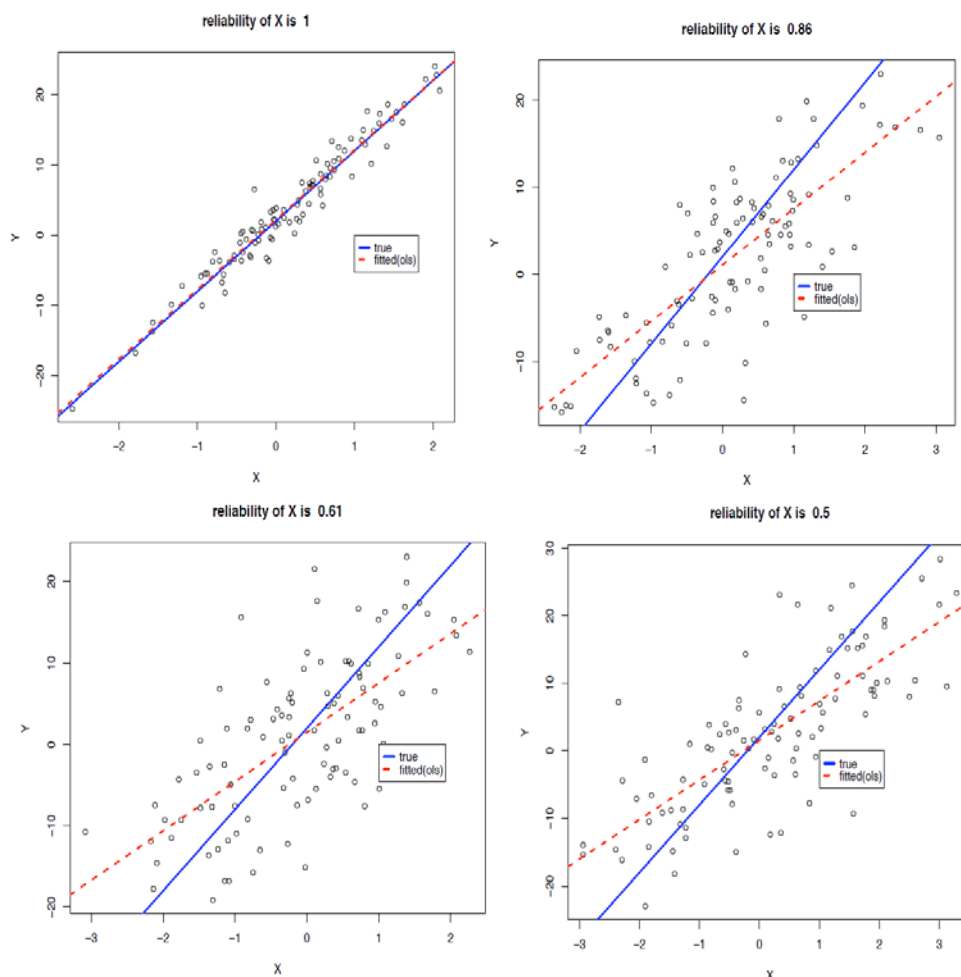 reliability of X is 1
20
10
0
-10
-20
Y
true
fitted(ols)
-2
-1
0
1
2
X
reliability of X is 0.86
20
10
0
-10
Y
true
fitted(ols)
-2
-1
0
1
2
3
X
reliability of X is 0.61
20
10
0
-10
-20
Y
true
fitted(ols)
-3
-2
-1
0
1
2
X
reliability of X is 0.5
30
20
10
0
-10
-20
Y
true
fitted(ols)
-3
-2
-1
0
1
2
3
X